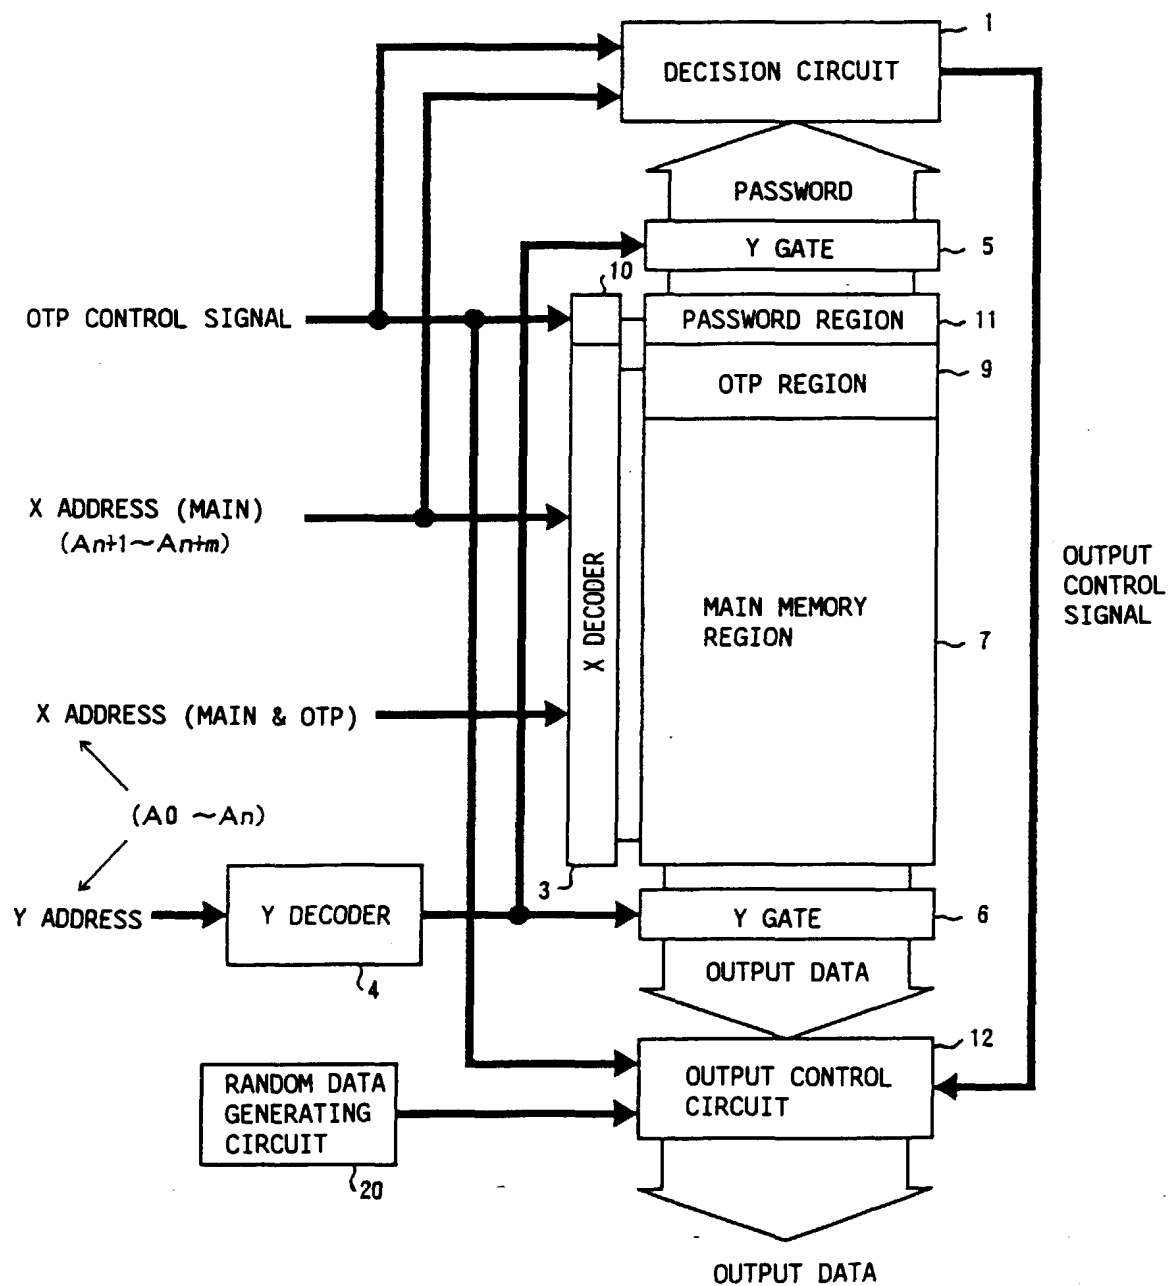 1
DECISION CIRCUIT
PASSWORD
Y GATE
5
10
OTP CONTROL SIGNAL
PASSWORD REGION
11
OTP REGION
9
X ADDRESS (MAIN)
(An+1~An+m)
X DECODER
MAIN MEMORY
REGION
7
OUTPUT
CONTROL
SIGNAL
X ADDRESS (MAIN & OTP)
(A0 ~An)
3
Y ADDRESS
Y DECODER
4
Y GATE
6
OUTPUT DATA
12
RANDOM DATA
GENERATING
CIRCUIT
20
OUTPUT CONTROL
CIRCUIT
OUTPUT DATA